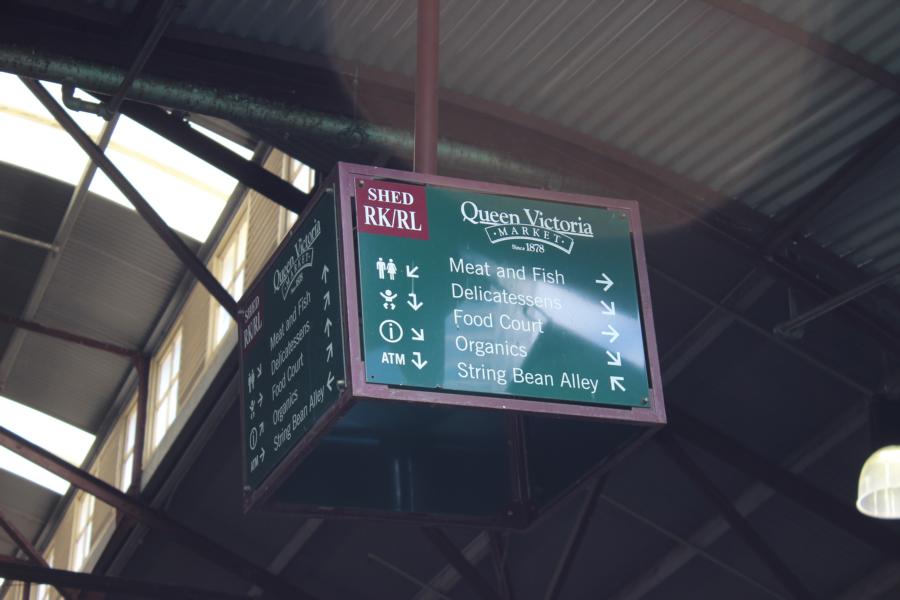 SHED
RK/RL
Queen Victoria
MARKET
Since 1878
Meat and Fish
Delicatessens
Food Court
Organics
String Bean Alley
ATM
SHED
RK/RL
Queen Victoria
MARKET
Meat and Fish
Delicatessens
Food Court
Organics
String Bean Alley
ATM